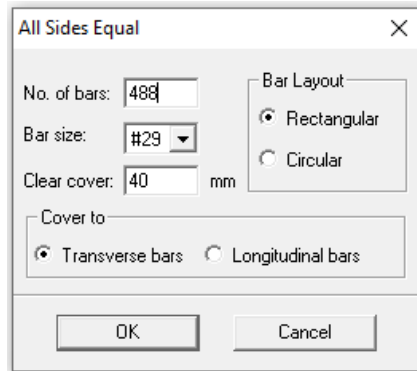 All Sides Equal
No. of bars: 488
Bar size: #29
Clear cover: 40 mm
Bar Layout
Rectangular
Circular
Cover to
Transverse bars Longitudinal bars
OK Cancel